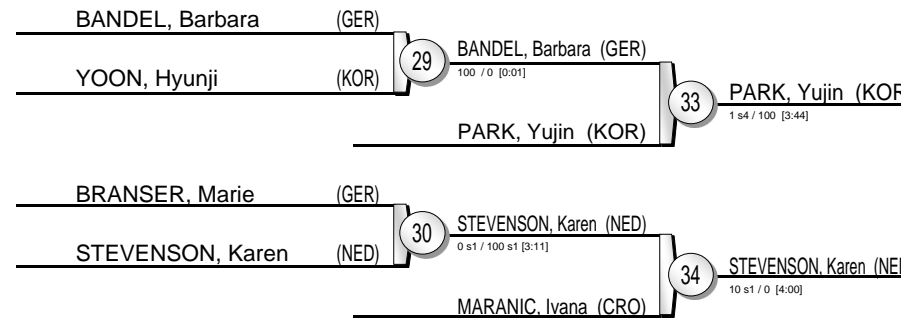 BANDEL, Barbara (GER)
29
BANDEL, Barbara (GER)
100 / 0 [0:01]
YOON, Hyunji (KOR)
33
PARK, Yujin (KOR
1 s4 / 100 [3:44]
PARK, Yujin (KOR)
BRANSER, Marie (GER)
30
STEVENSON, Karen (NED)
0 s1 / 100 s1 [3:11]
STEVENSON, Karen (NED)
34
STEVENSON, Karen (NED
10 s1 / 0 [4:00]
MARANIC, Ivana (CRO)